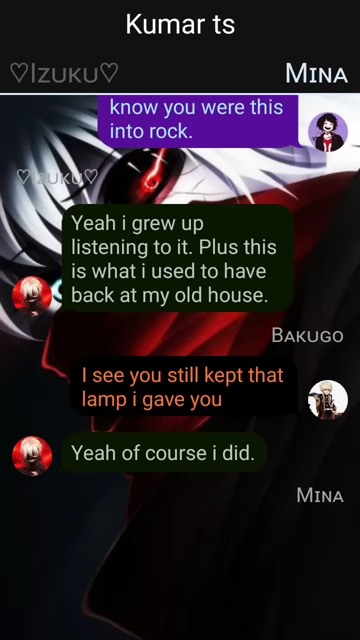 Kumar ts
♡Izuku♡ Mina
know you were this
into rock.
♡Izuku♡
Yeah i grew up
listening to it. Plus this
is what i used to have
back at my old house.
Bakugo
I see you still kept that
lamp i gave you
Yeah of course i did.
Mina